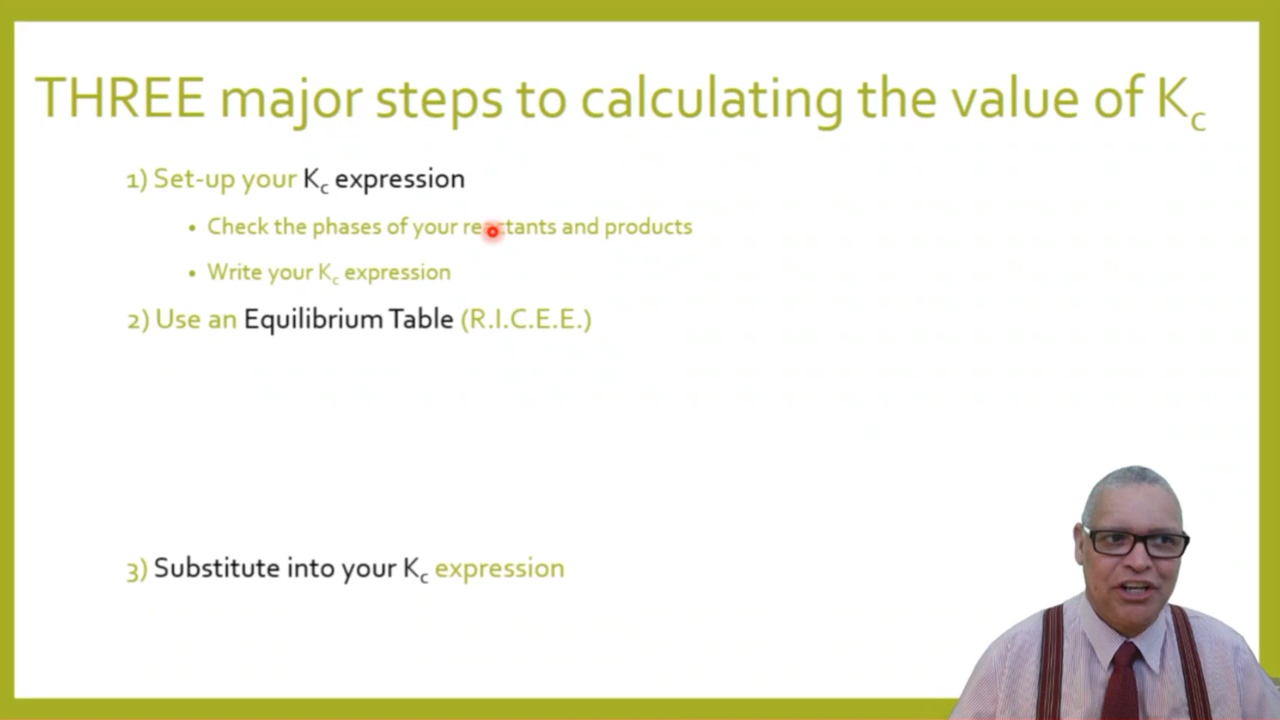 THREE major steps to calculating the value of Kc
1) Set-up your Kc expression
• Check the phases of your reactants and products
• Write your Kc expression
2) Use an Equilibrium Table (R.I.C.E.E.)
3) Substitute into your Kc expression